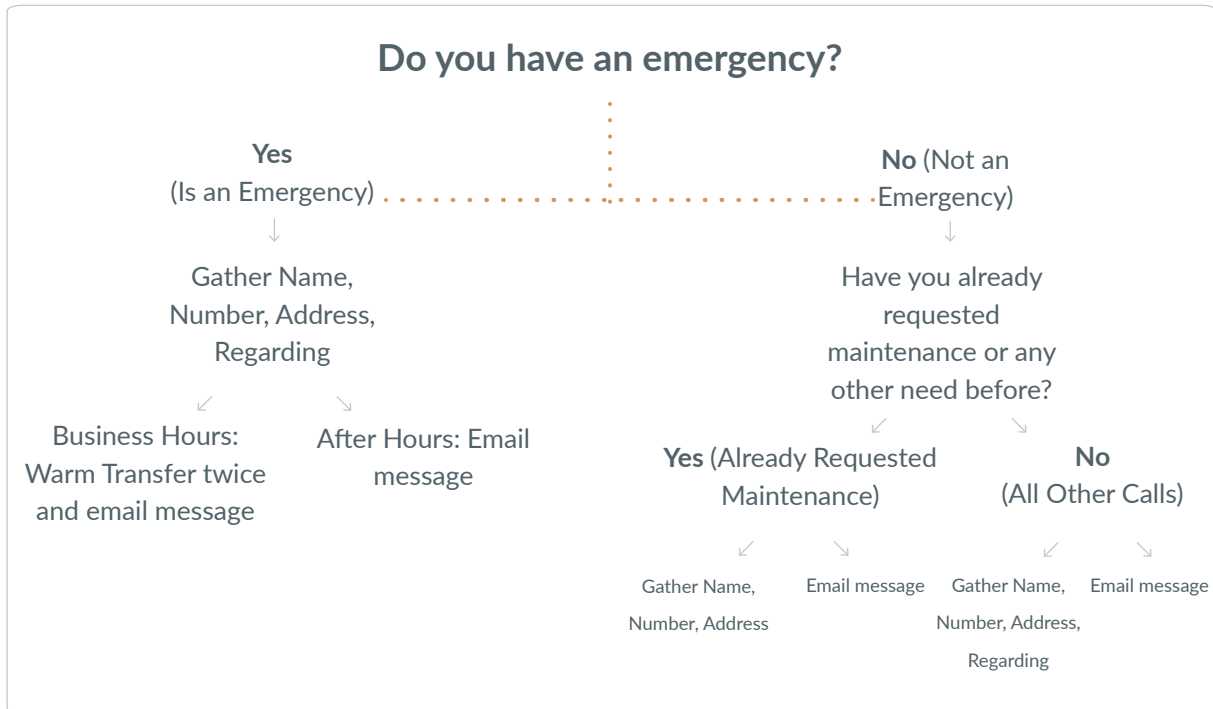 Do you have an emergency?
Yes
(Is an Emergency)
Gather Name,
Number, Address,
Regarding
Business Hours:
Warm Transfer twice
and email message
After Hours: Email
message
No (Not an
Emergency)
Have you already
requested
maintenance or any
other need before?
Yes (Already Requested
Maintenance)
Gather Name,
Number, Address
Email message
No
(All Other Calls)
Gather Name,
Number, Address,
Regarding
Email message